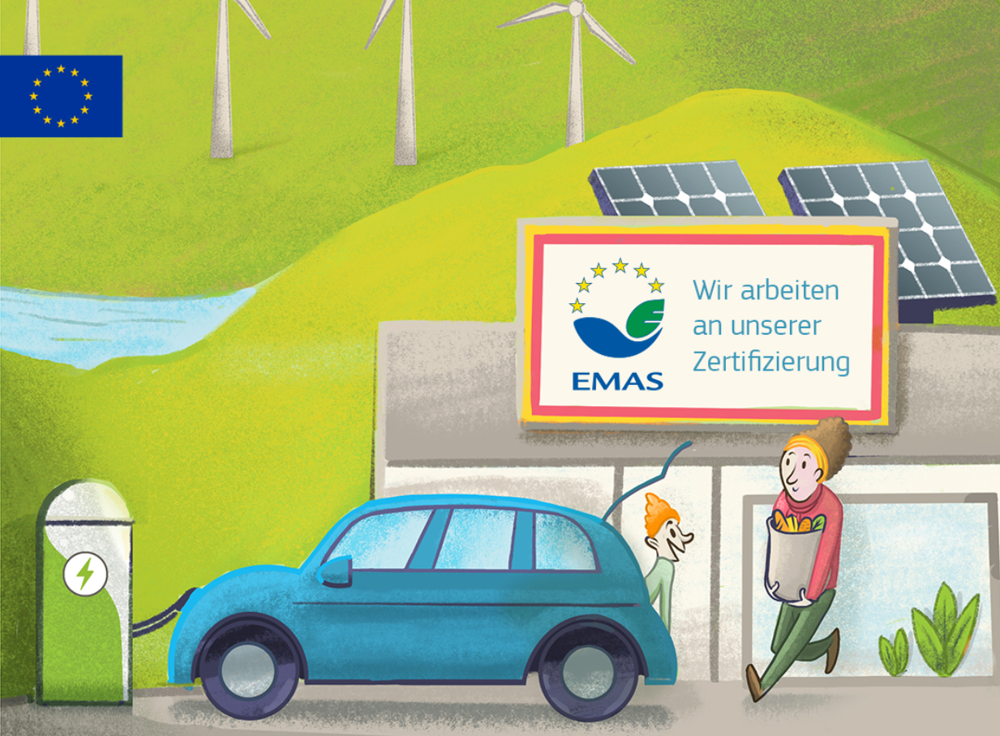 EMAS
Wir arbeiten
an unserer
Zertifizierung